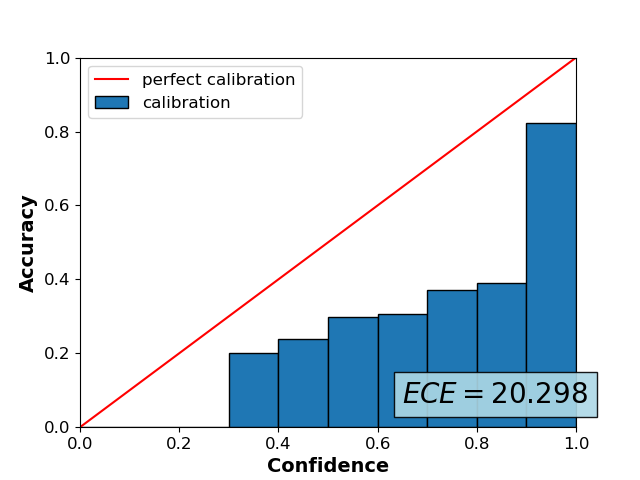 perfect calibration
calibration
1.0
0.8
0.6
0.4
0.2
0.0
Accuracy
ECE = 20.298
0.0 0.2 0.4 0.6 0.8 1.0
Confidence